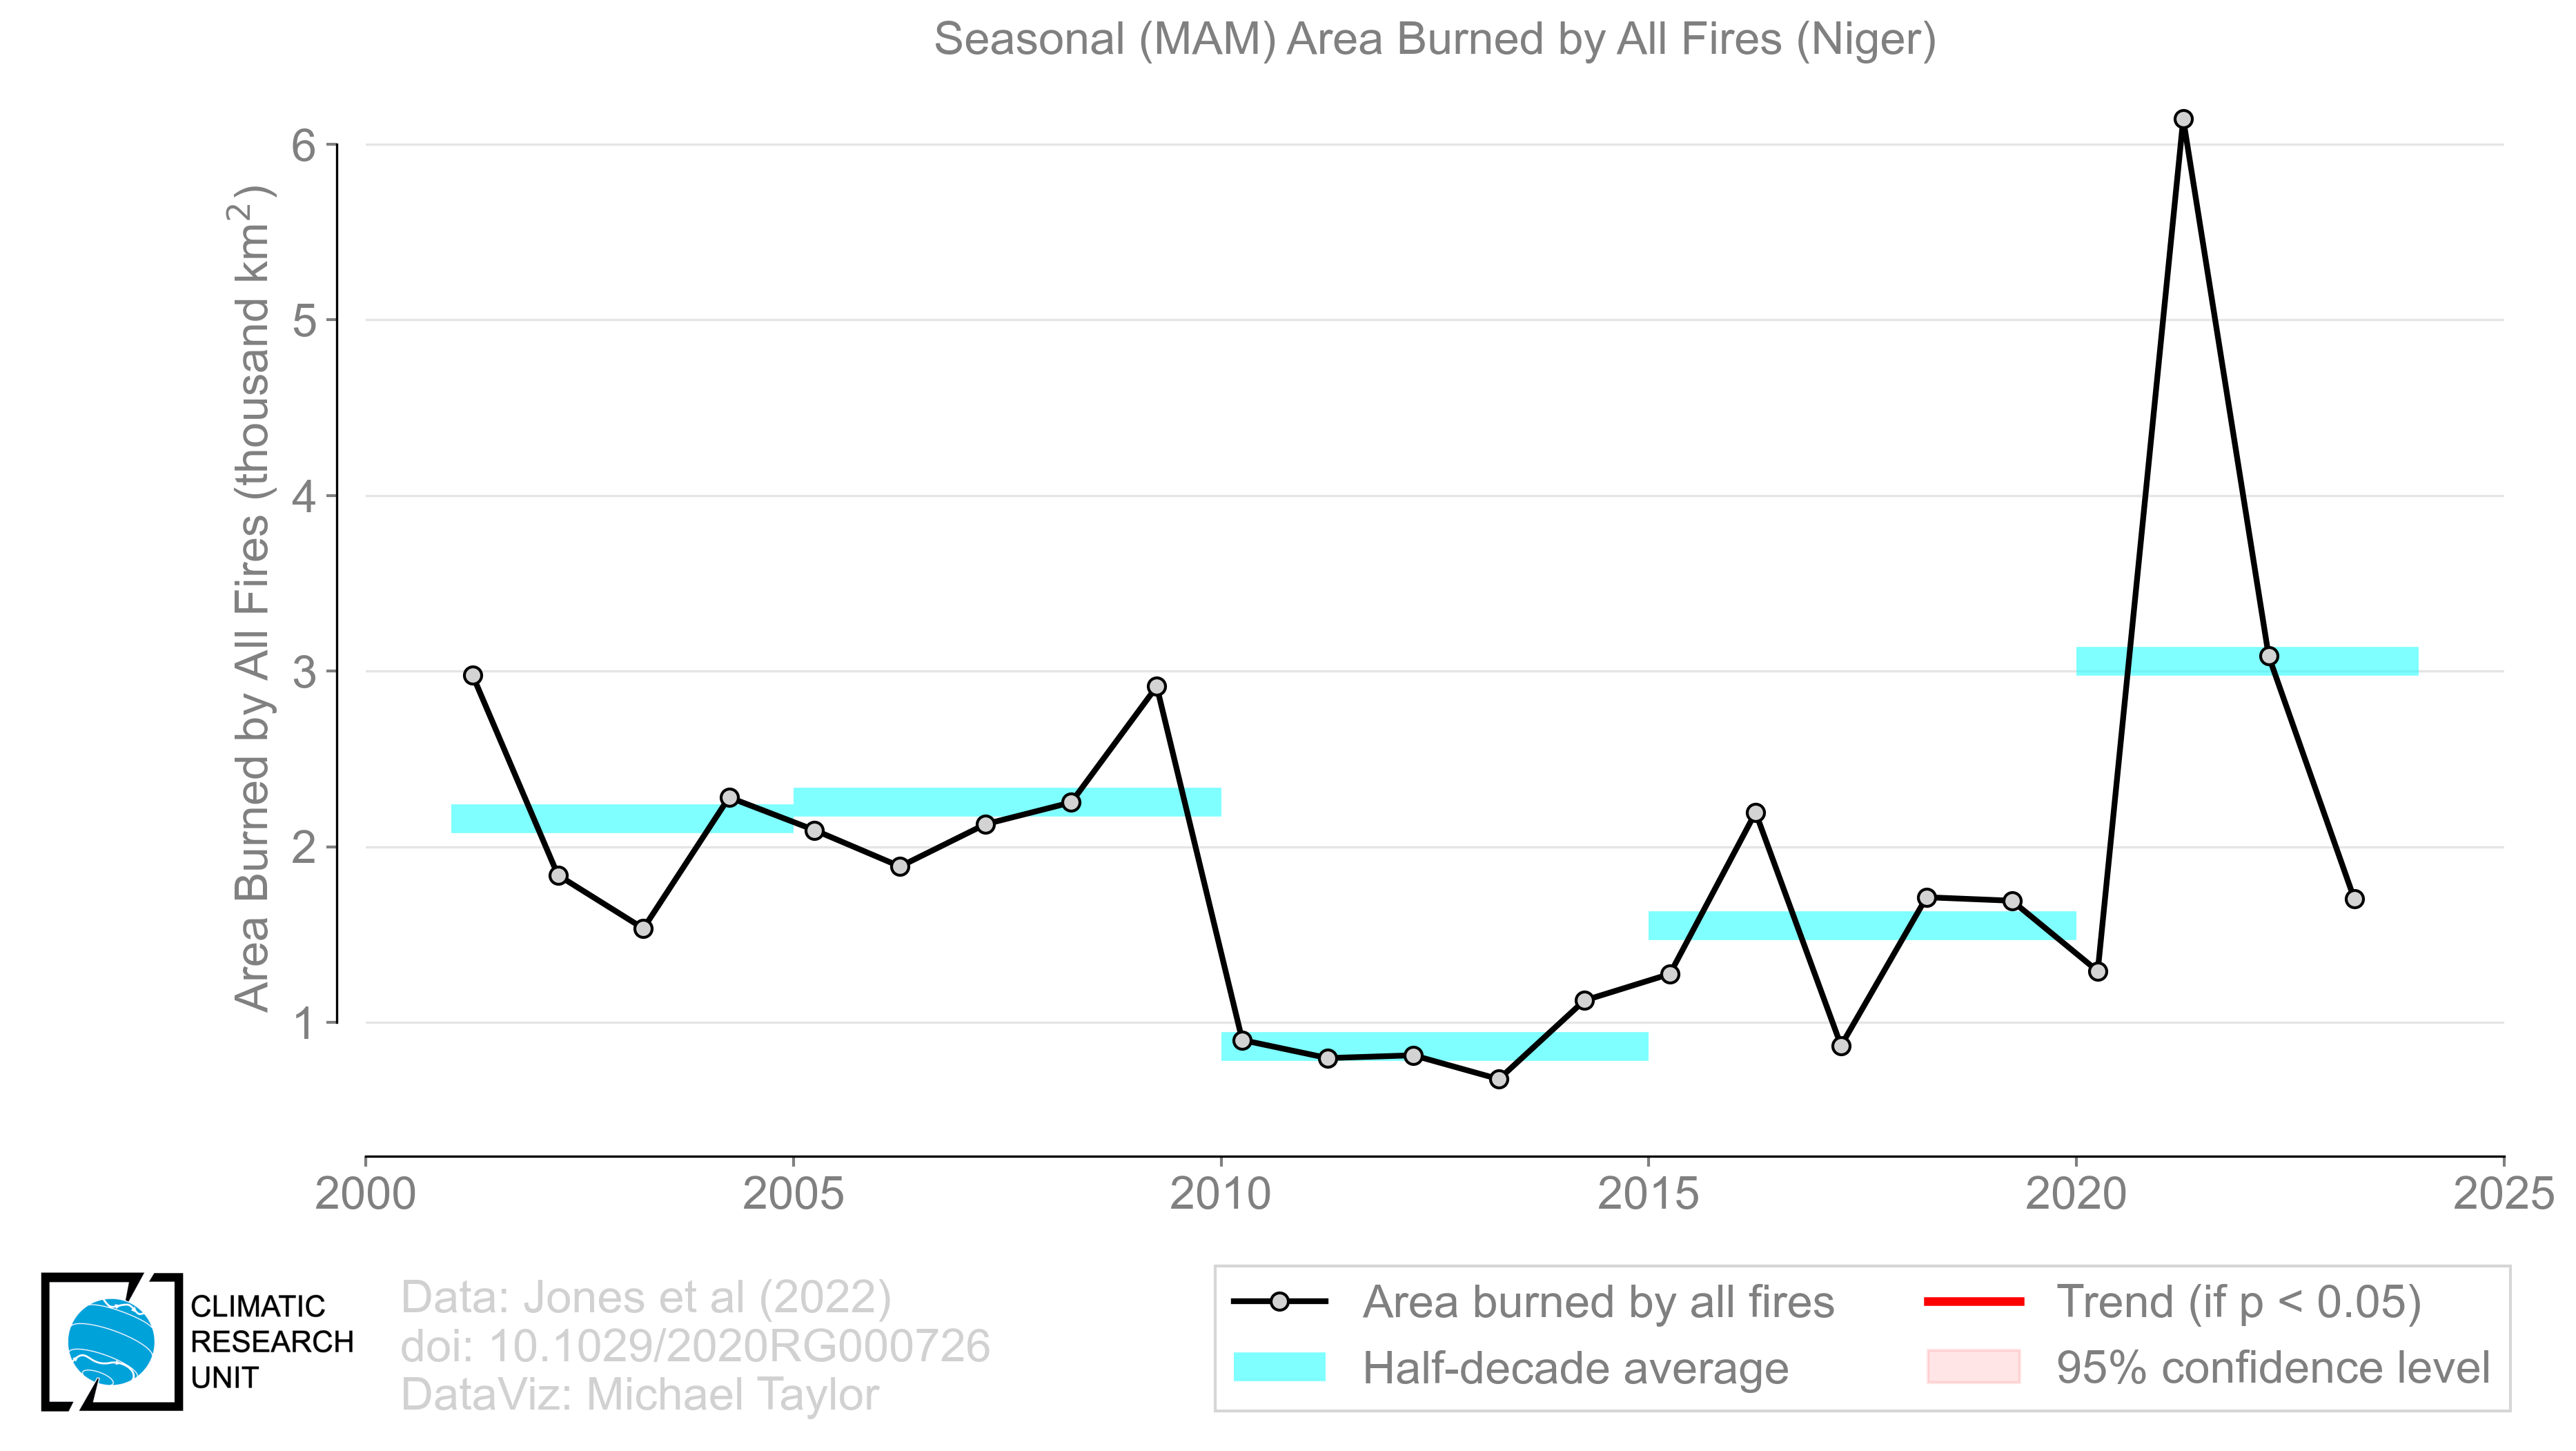 Seasonal (MAM) Area Burned by All Fires (Niger)
Area Burned by All Fires (thousand km²)
6
5
4
3
2
1
2000 2005 2010 2015 2020 2025
CLIMATIC
RESEARCH
UNIT
Data: Jones et al (2022)
doi: 10.1029/2020RG000726
DataViz: Michael Taylor
Area burned by all fires
Half-decade average
Trend (if p < 0.05)
95% confidence level